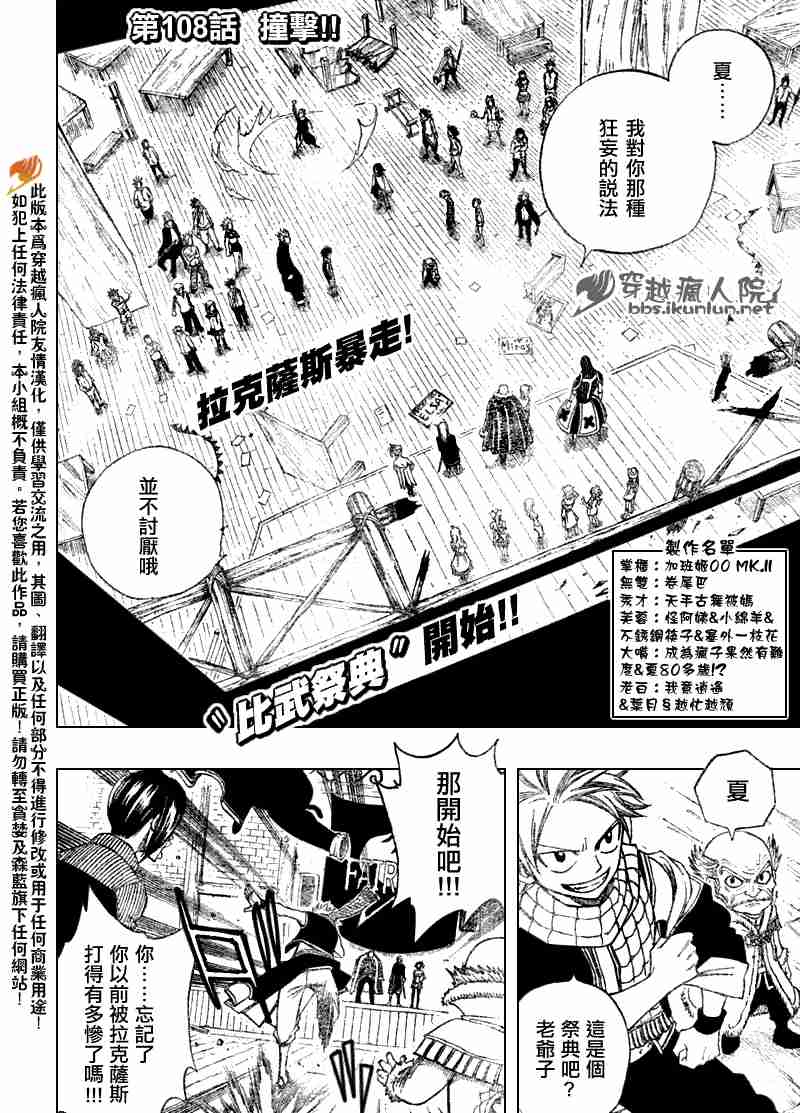 第108話 撞擊!!
夏……
我對你那種
狂妄的說法
穿越瘋人院
bbs.ikunlun.net
拉克薩斯暴走!
並不討厭哦
"比武祭典"開始!!
製作名單
掌櫃：加班姬OO MK.II
無雙：卷尾巴
秀才：天手古舞被媽
芙蓉：怪阿娣&小綿羊&
不銹鋼筷子&塞外一枝花
大嘴：成為瘋子果然有難
度&夏80多歲!?
老白：我意逍遙
&葉月§越忙越頹
夏
這是個
祭典吧？
老爺子
那開始吧!!!
FAIR
你……忘記了
你以前被拉克薩斯
打得有多慘了嗎!!!
此版本爲穿越瘋人院友情漢化，僅供學習交流之用，其圖、翻譯以及任何部分不得進行修改或用于任何商業用途！
如犯上任何法律責任，本小組概不負責。若您喜歡此作品，請購買正版！請勿轉至貪婪及森藍旗下任何網站！